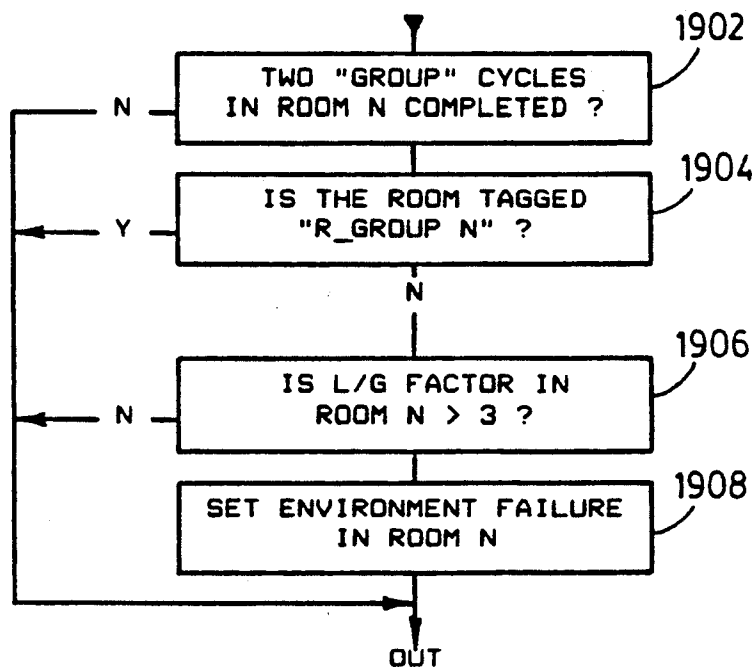 1902
TWO "GROUP" CYCLES
IN ROOM N COMPLETED ?
N
1904
IS THE ROOM TAGGED
"R_GROUP N" ?
Y
N
1906
IS L/G FACTOR IN
ROOM N > 3 ?
N
1908
SET ENVIRONMENT FAILURE
IN ROOM N
OUT